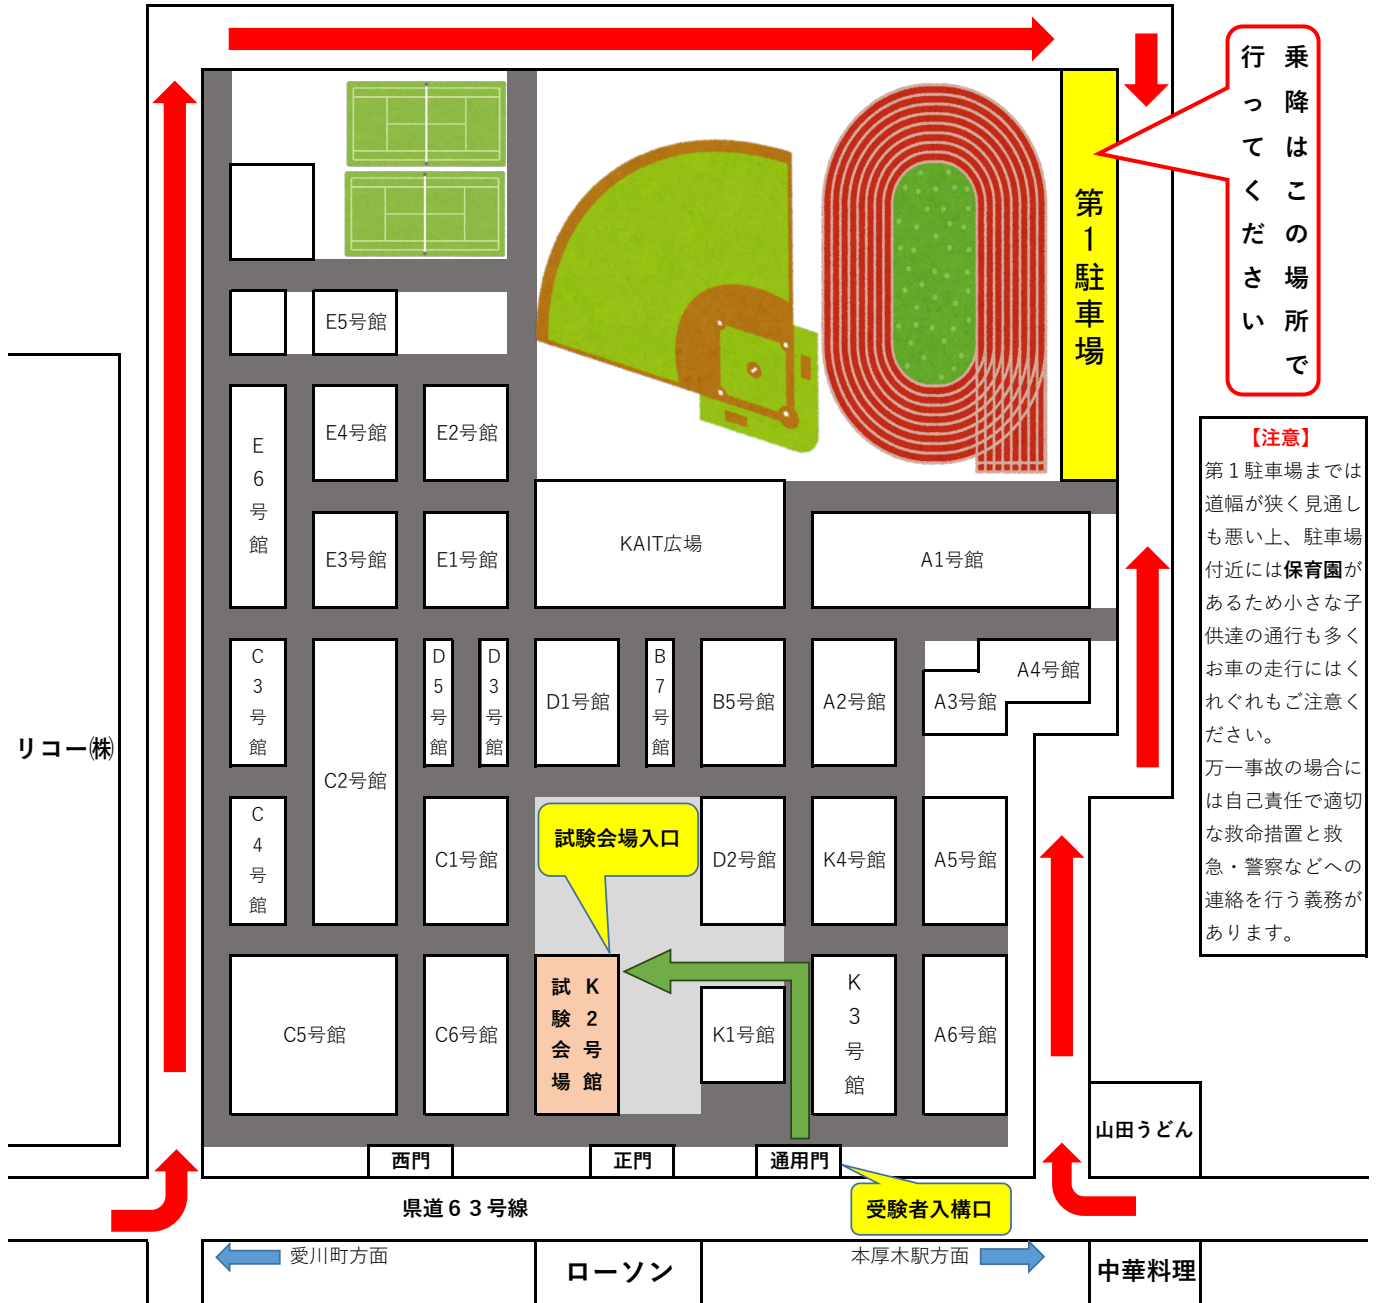 乗降はこの場所で
行ってください
第1駐車場
【注意】
第1駐車場までは
道幅が狭く見通し
も悪い上、駐車場
付近には保育園が
あるため小さな子
供達の通行も多く
お車の走行にはく
れぐれもご注意く
ださい。
万一事故の場合に
は自己責任で適切
な救命措置と救
急・警察などへの
連絡を行う義務が
あります。
E5号館
E6号館
E4号館
E2号館
E3号館
E1号館
KAIT広場
A1号館
C3号館
C2号館
D5号館
D3号館
D1号館
B7号館
B5号館
A2号館
A3号館
A4号館
リコー㈱
C4号館
C1号館
試験会場入口
D2号館
K4号館
A5号館
C5号館
C6号館
K2号館
試験会場
K1号館
K3号館
A6号館
山田うどん
西門
正門
通用門
県道63号線
受験者入構口
愛川町方面
ローソン
本厚木駅方面
中華料理